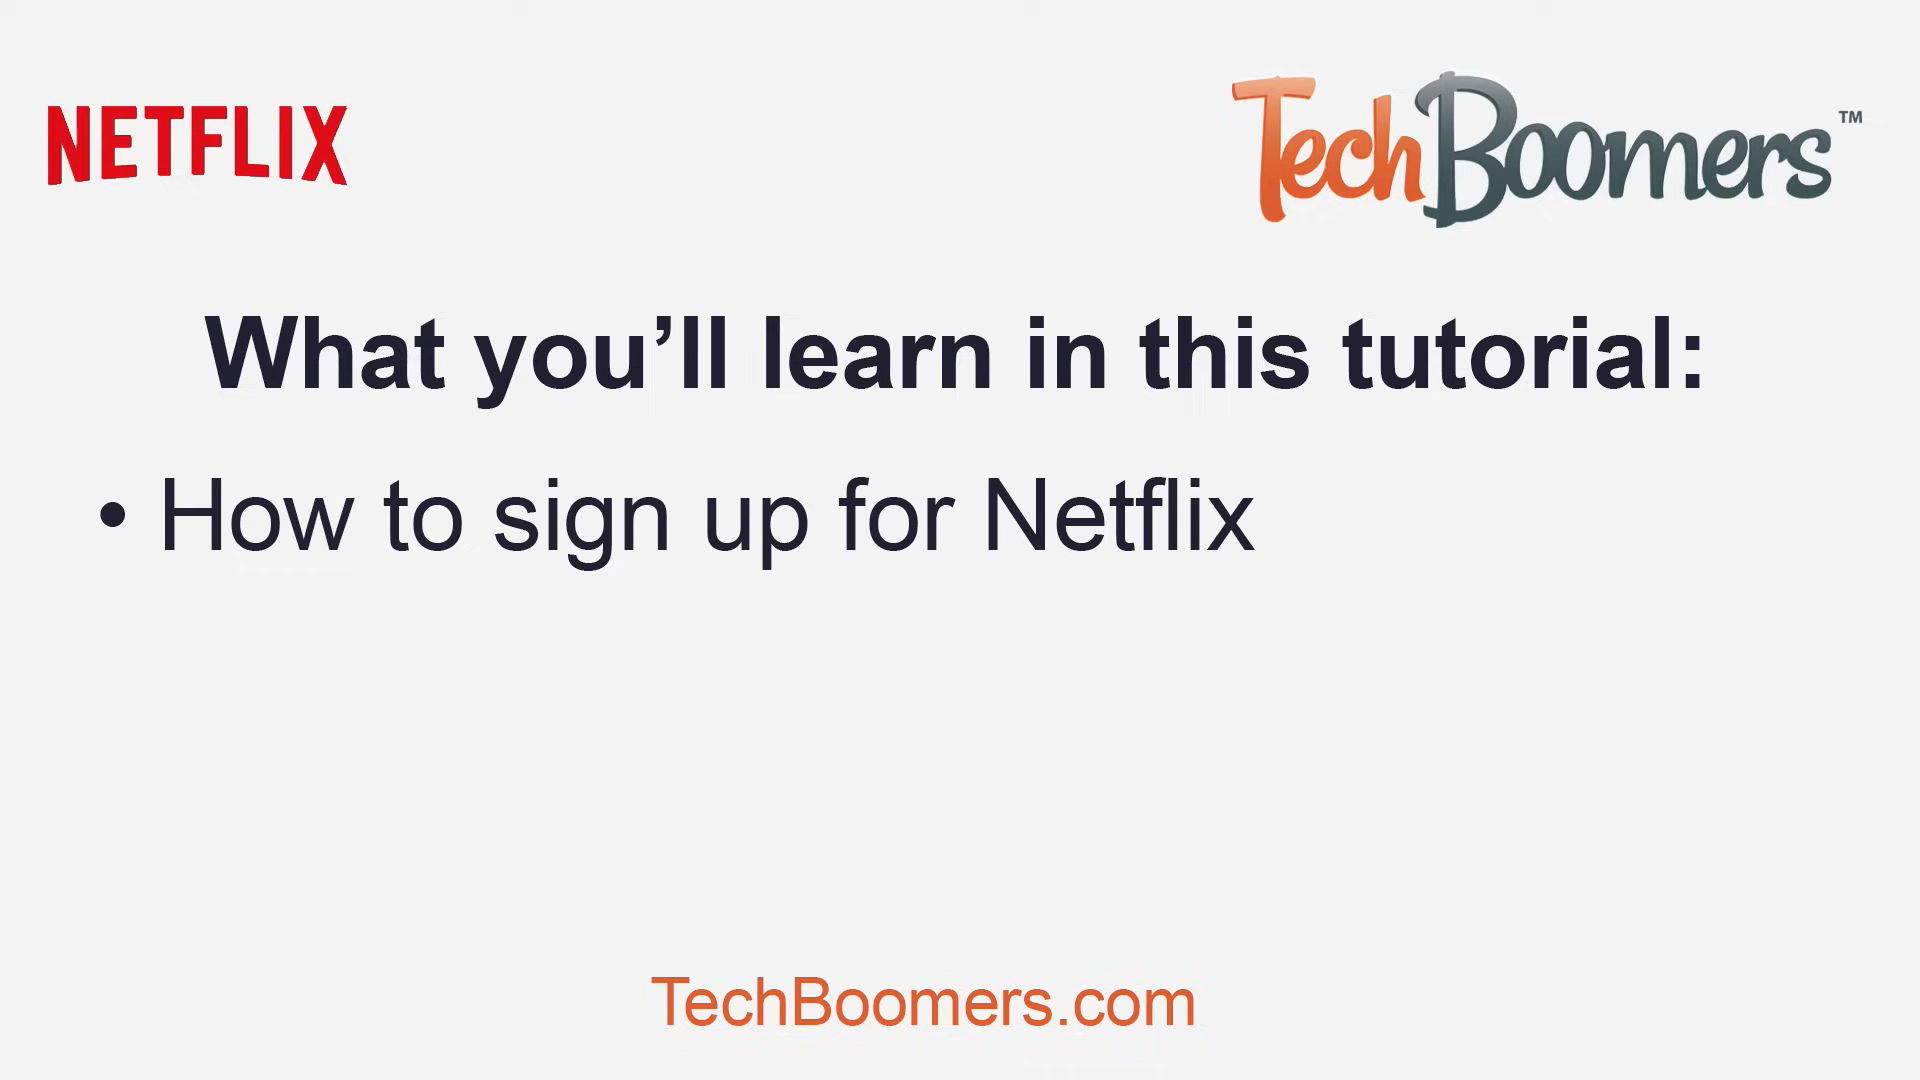 NETFLIX
TechBoomers™
What you’ll learn in this tutorial:
• How to sign up for Netflix
TechBoomers.com